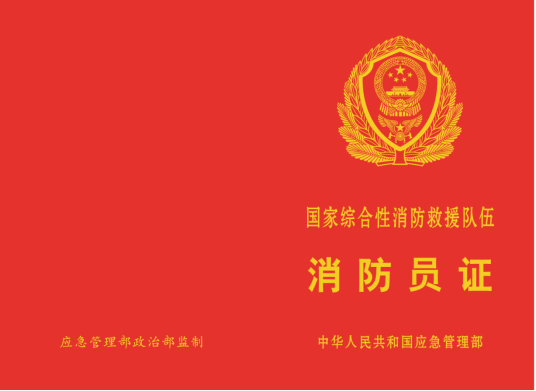 国家综合性消防救援队伍
消防员证
中华人民共和国应急管理部
应急管理部政治部监制